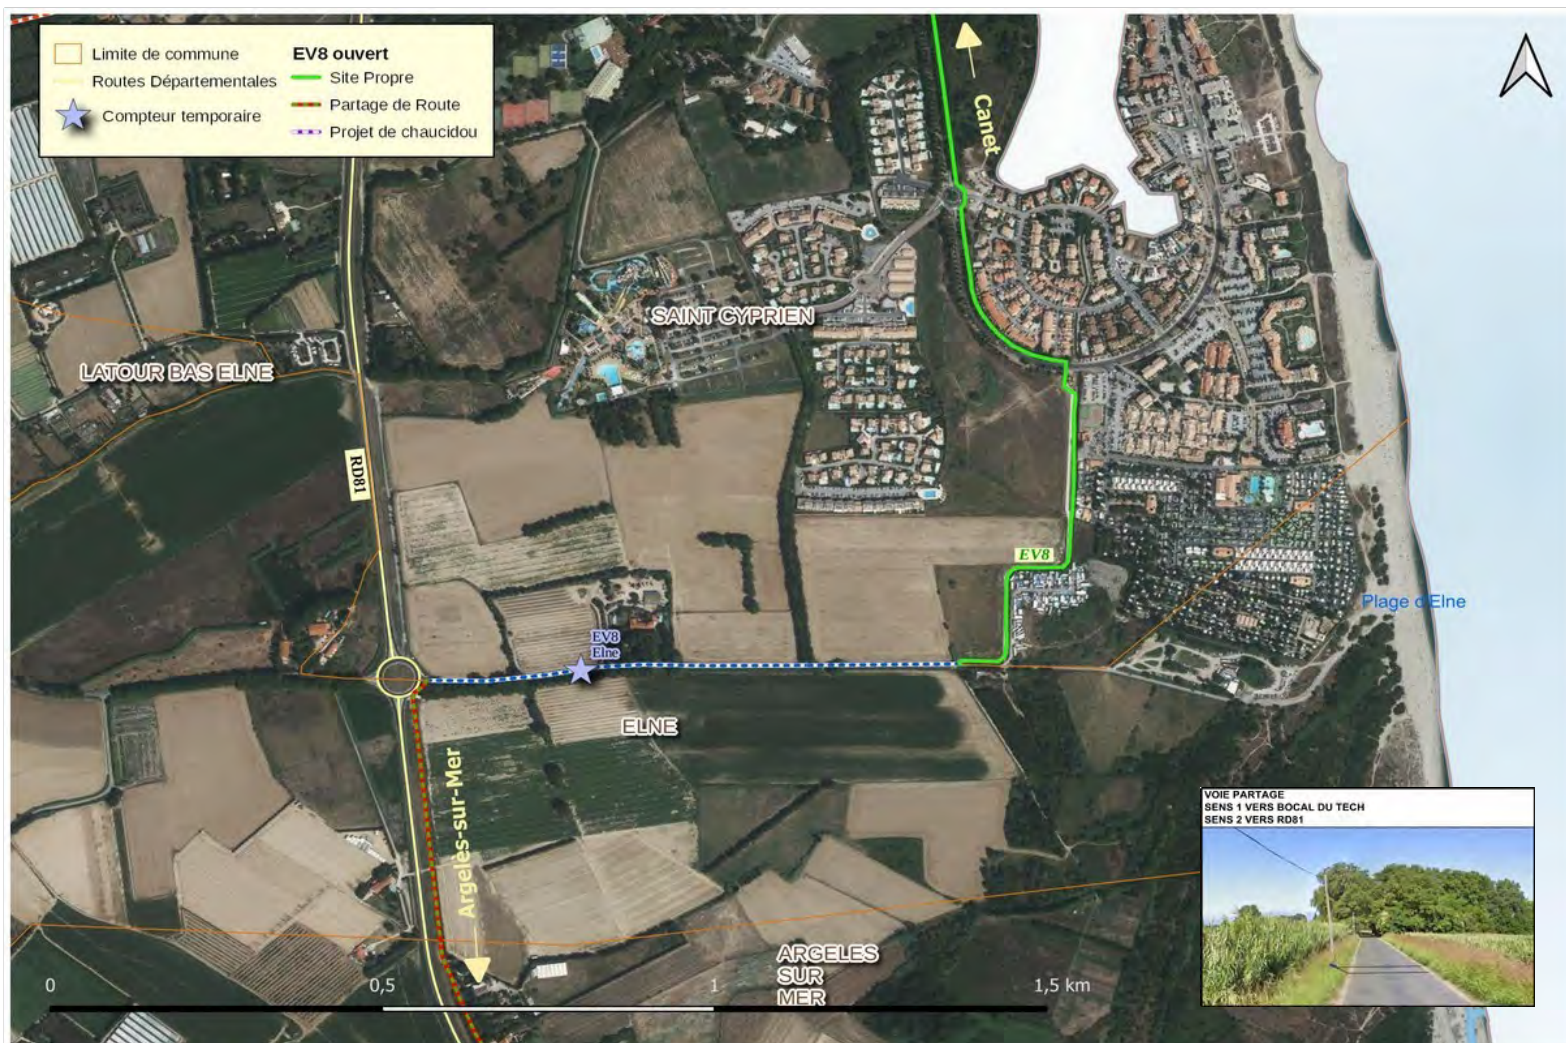 Limite de commune
Routes Départementales
Compteur temporaire
EV8 ouvert
Site Propre
Partage de Route
Projet de chaucidou
Canet
SAINT CYPRIEN
LATOUR BAS ELNE
RD81
EV8
Plage d'Elne
EV8
Elne
ELNE
Argelès-sur-Mer
VOIE PARTAGE
SENS 1 VERS BOCAL DU TECH
SENS 2 VERS RD81
ARGELES
SUR
MER
0
0,5
1
1,5 km